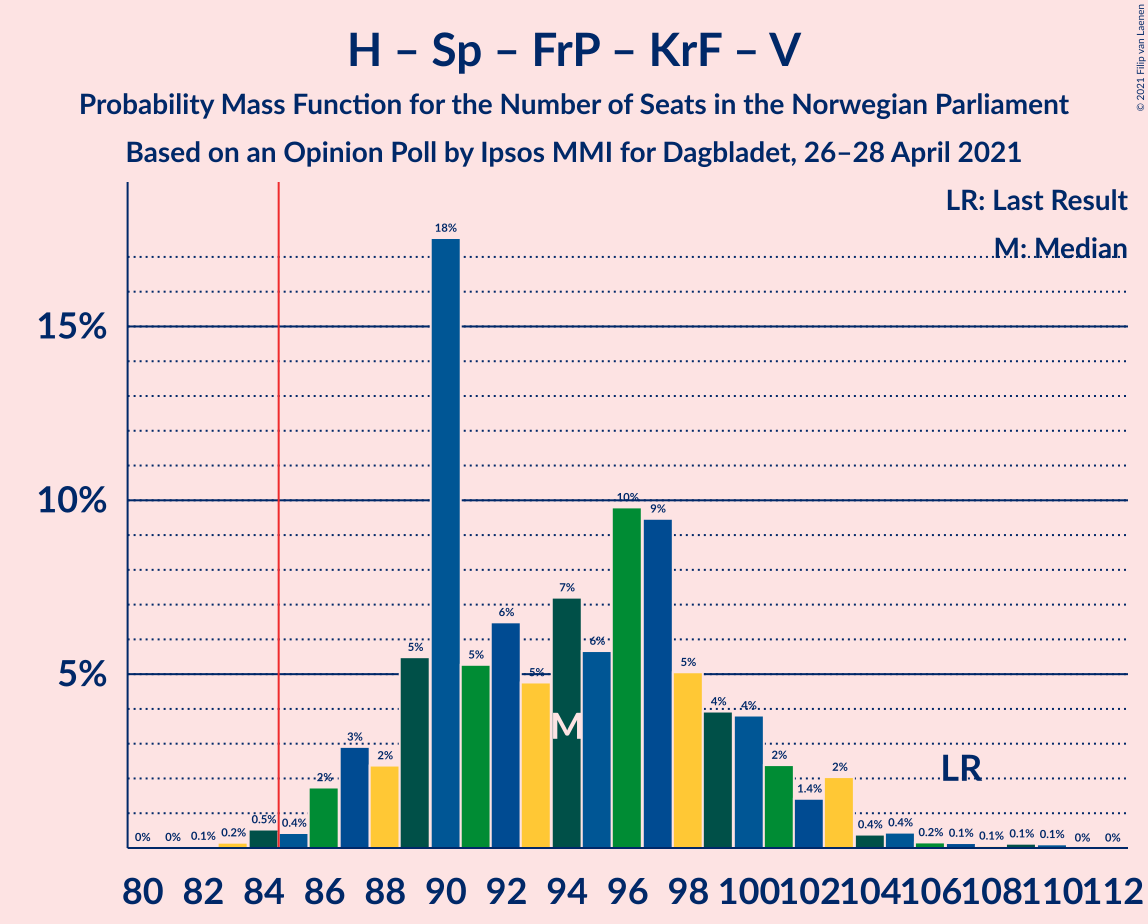 H – Sp – FrP – KrF – V
Probability Mass Function for the Number of Seats in the Norwegian Parliament
Based on an Opinion Poll by Ipsos MMI for Dagbladet, 26–28 April 2021
© 2021 Filip van Laenen
LR: Last Result
M: Median
15%
10%
5%
0% 0% 0.1% 0.2% 0.5% 0.4% 2% 3% 2% 5% 18% 5% 6% 5% 7% 6% 10% 9% 5% 4% 4% 2% 1.4% 2% 0.4% 0.4% 0.2% 0.1% 0.1% 0.1% 0.1% 0% 0%
M
LR
80 82 84 86 88 90 92 94 96 98 100 102 104 106 108 110 112